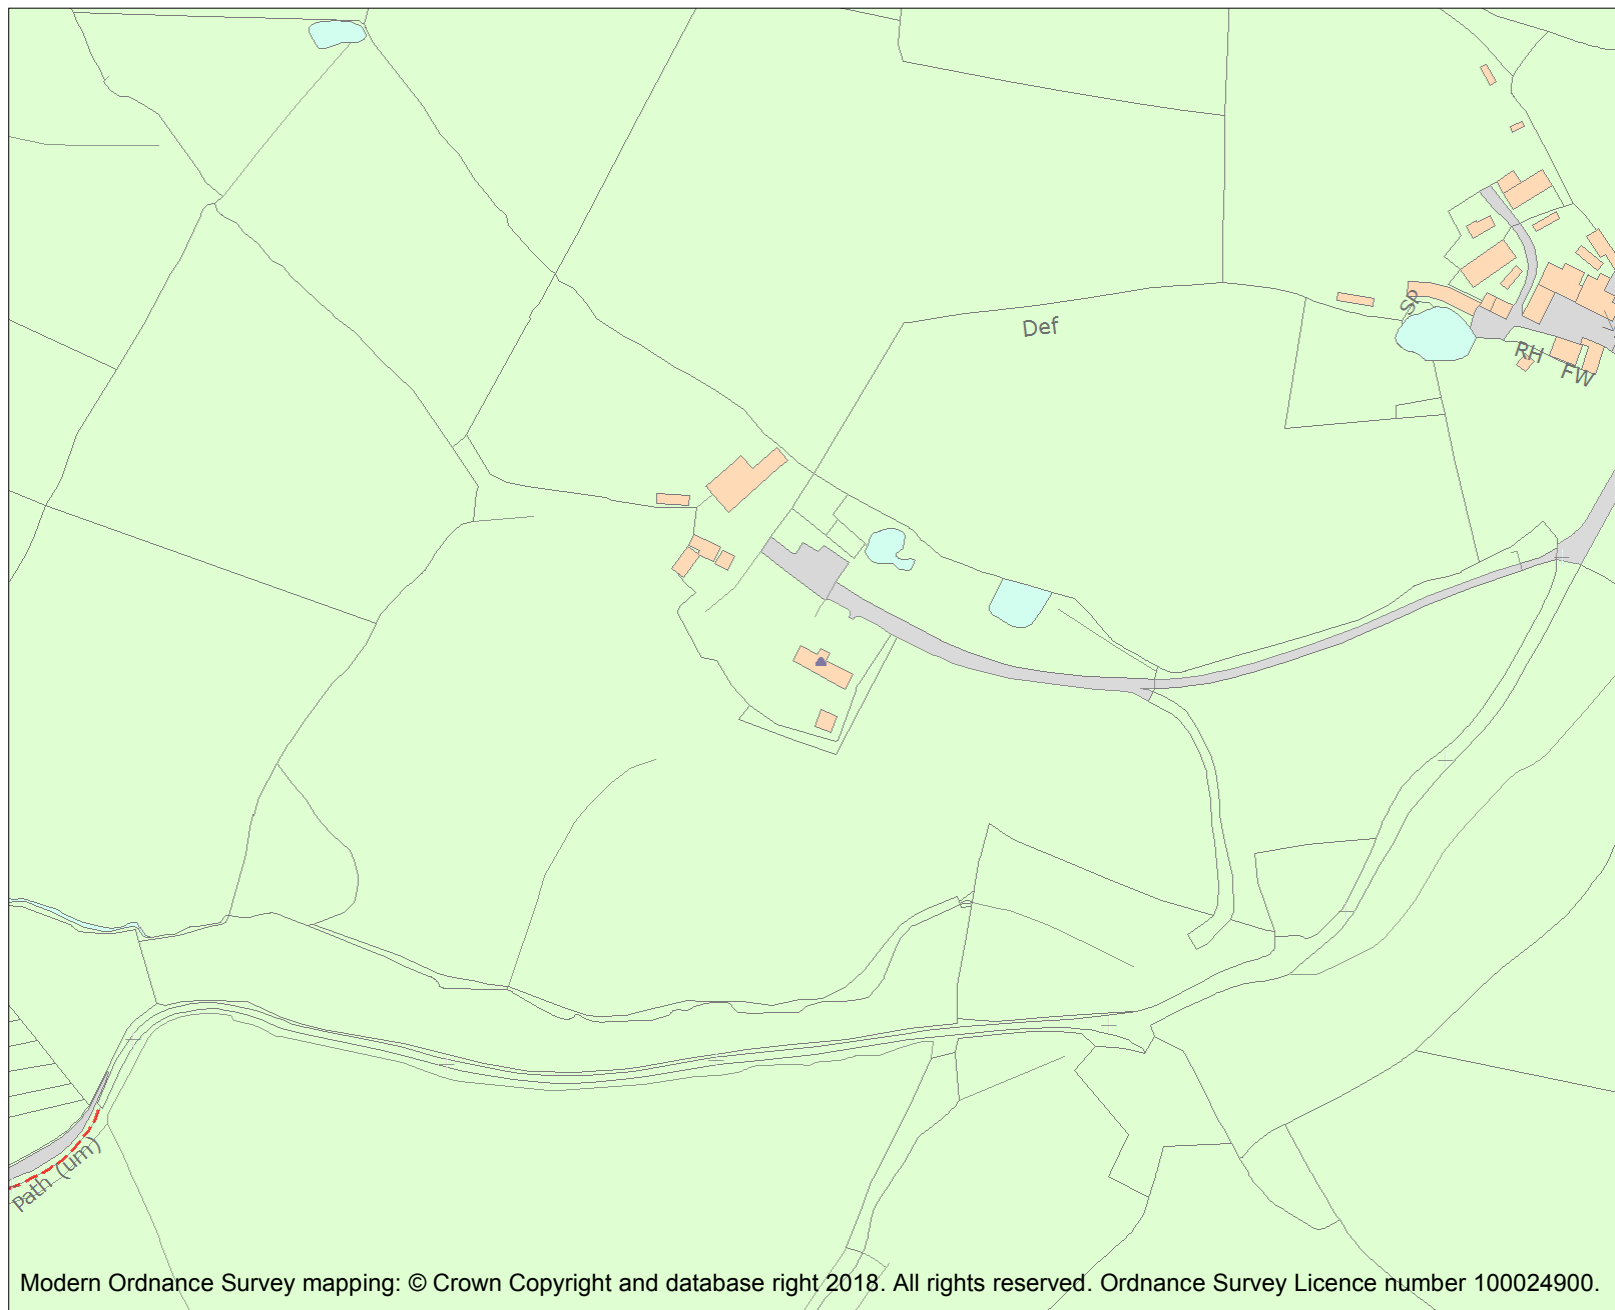 SP
Def
RH
FW
Path (um)
Modern Ordnance Survey mapping: © Crown Copyright and database right 2018. All rights reserved. Ordnance Survey Licence number 100024900.